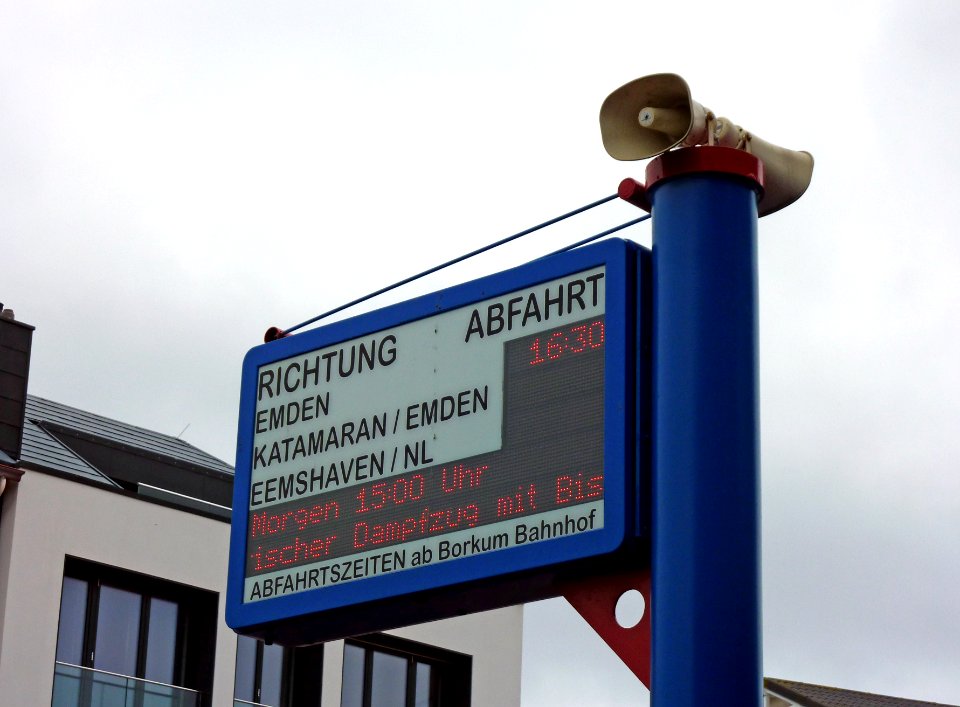 RICHTUNG ABFAHRT
EMDEN 16:30
KATAMARAN / EMDEN
EEMSHAVEN / NL
Morgen 15:00 Uhr
ischer Dampfzug mit Bis
ABFAHRTSZEITEN ab Borkum Bahnhof